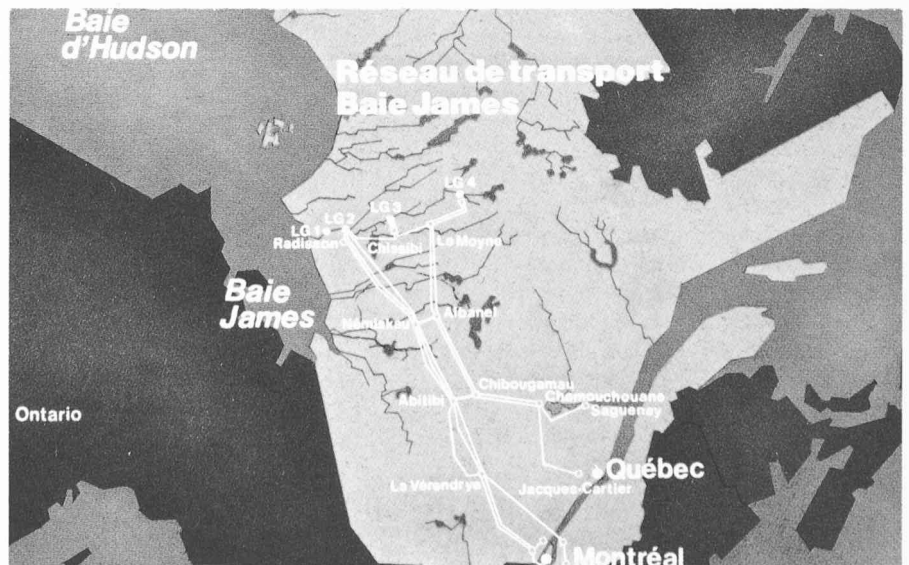 Baie
d'Hudson
Réseau de transport
Baie James
LG 4
LG 3
LG 2
LG 1
Radisson
Chissibi
Le Moyne
Baie
James
Némiskau
Albanel
Chibougamau
Abitibi
Chamouchouane
Saguenay
Ontario
Québec
La Vérendrye
Jacques-Cartier
Montréal